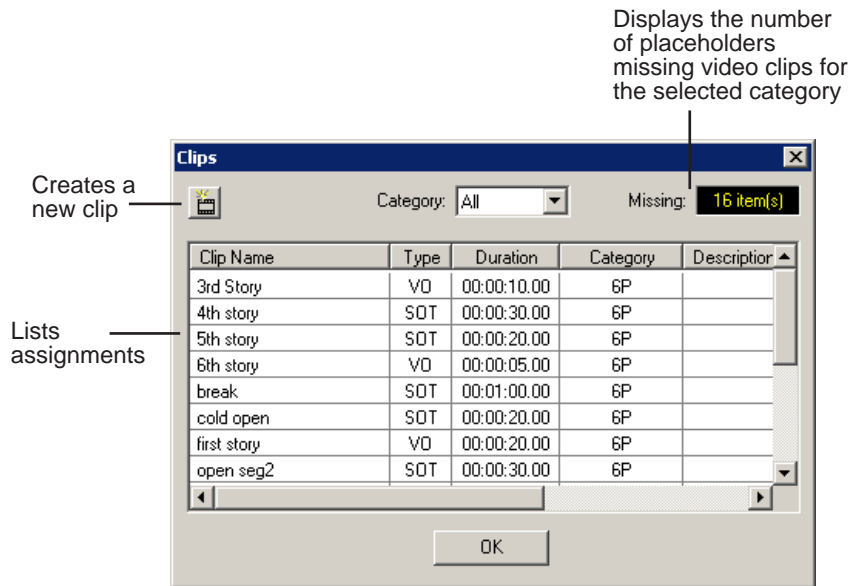 Displays the number
of placeholders
missing video clips for
the selected category
Clips
Creates a
new clip
Category: All Missing: 16 item(s)
Clip Name Type Duration Category Description
3rd Story VO 00:00:10.00 6P
4th story SOT 00:00:30.00 6P
Lists
assignments
5th story SOT 00:00:20.00 6P
6th story VO 00:00:05.00 6P
break SOT 00:01:00.00 6P
cold open SOT 00:00:20.00 6P
first story VO 00:00:20.00 6P
open seg2 SOT 00:00:30.00 6P
OK